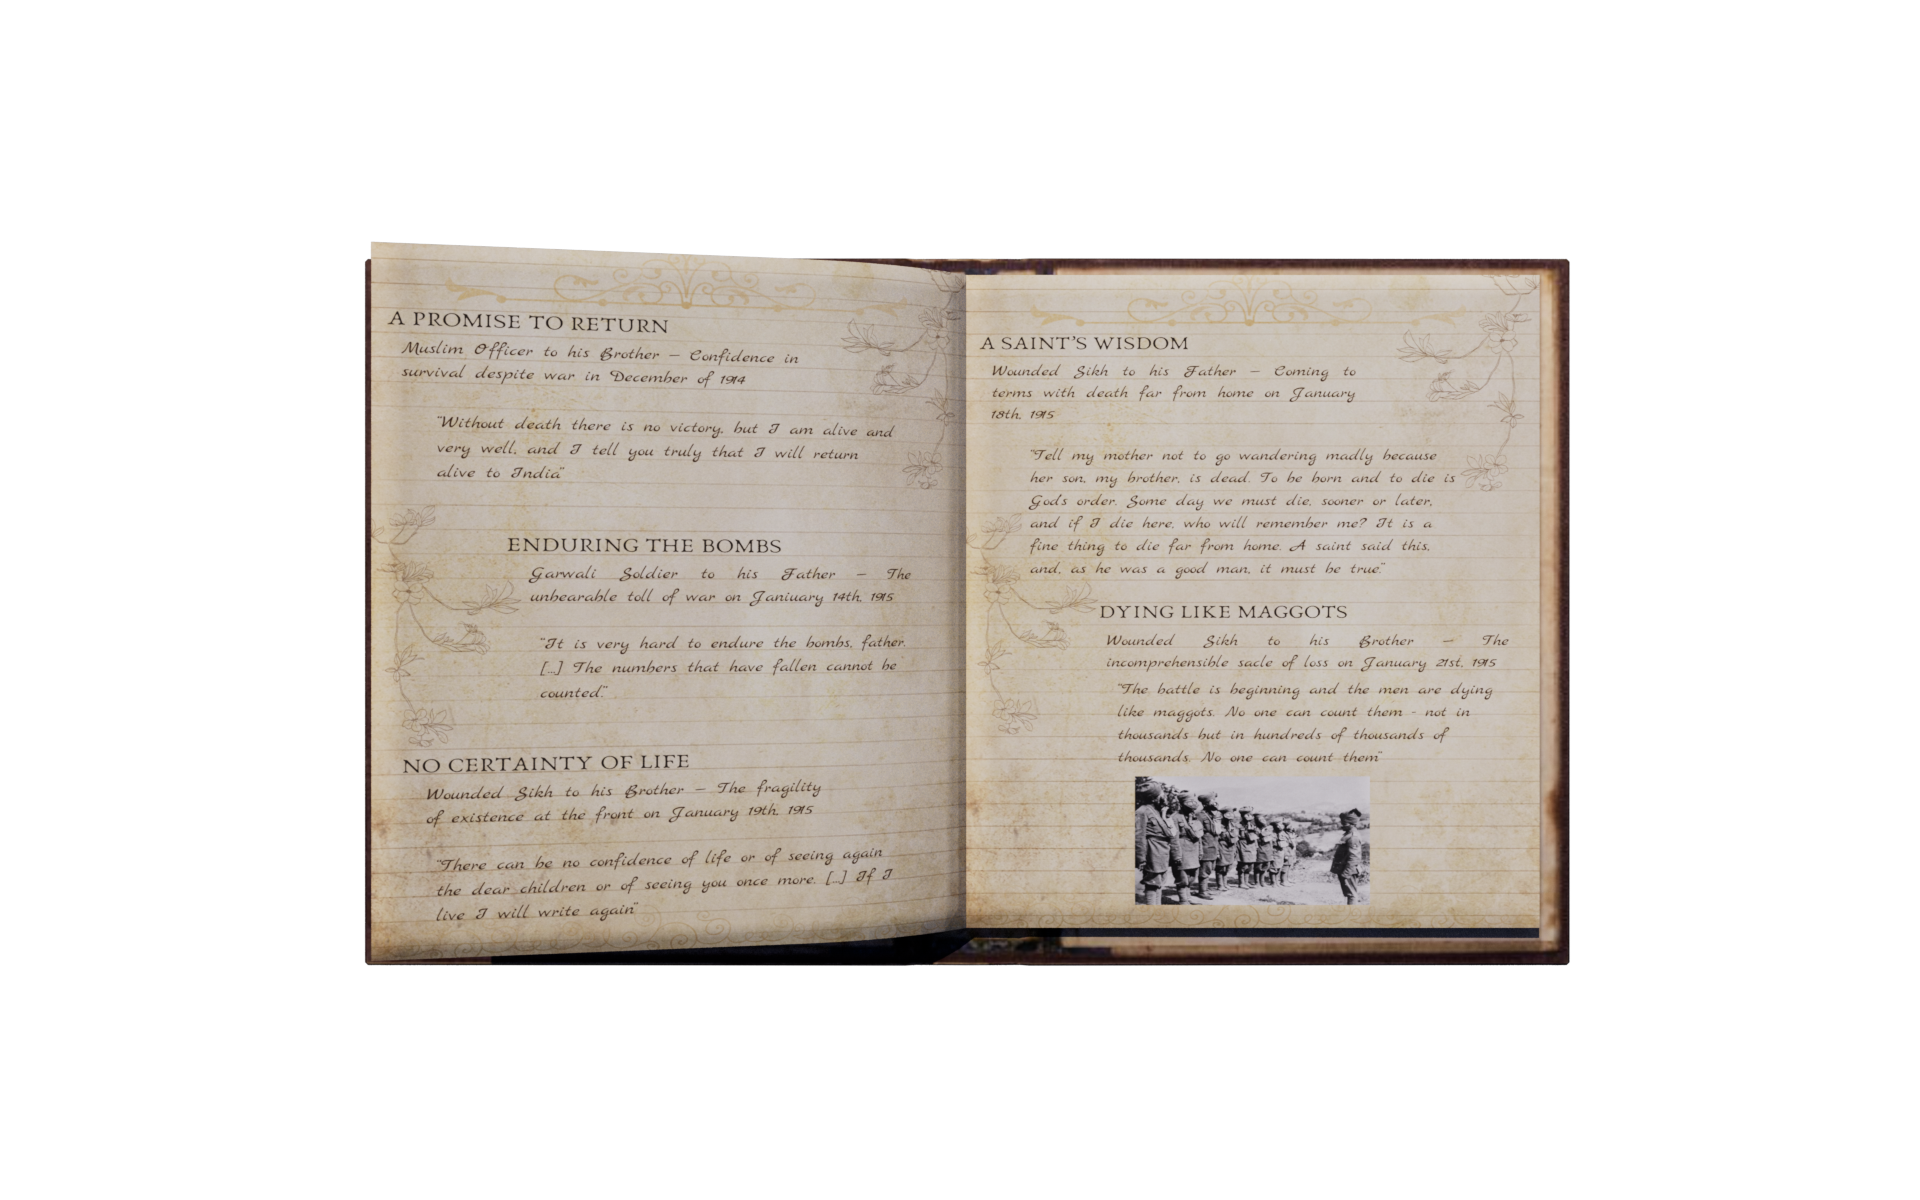 A PROMISE TO RETURN
Muslim Officer to his Brother – Confidence in
survival despite war in December of 1914
"Without death there is no victory, but I am alive and
very well, and I tell you truly that I will return
alive to India"
ENDURING THE BOMBS
Garwali Soldier to his Father – The
unbearable toll of war on Janiuary 14th, 1915
"It is very hard to endure the bombs, father.
[...] The numbers that have fallen cannot be
counted."
NO CERTAINTY OF LIFE
Wounded Sikh to his Brother – The fragility
of existence at the front on January 19th, 1915
"There can be no confidence of life or of seeing again
the dear children or of seeing you once more. [...] If I
live I will write again"
A SAINT'S WISDOM
Wounded Sikh to his Father – Coming to
terms with death far from home on January
18th, 1915
"Tell my mother not to go wandering madly because
her son, my brother, is dead. To be born and to die is
God's order. Some day we must die, sooner or later,
and if I die here, who will remember me? It is a
fine thing to die far from home. A saint said this,
and, as he was a good man, it must be true."
DYING LIKE MAGGOTS
Wounded Sikh to his Brother – The
incomprehensible sacle of loss on January 21st, 1915
"The battle is beginning and the men are dying
like maggots. No one can count them - not in
thousands but in hundreds of thousands of
thousands. No one can count them"